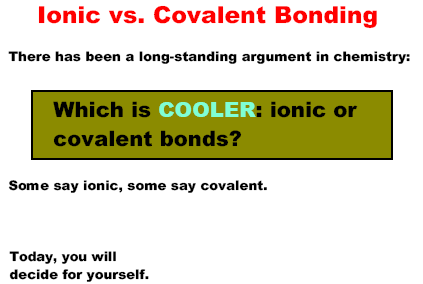 Ionic vs. Covalent Bonding
There has been a long-standing argument in chemistry:
Which is COOLER: ionic or
covalent bonds?
Some say ionic, some say covalent.
Today, you will
decide for yourself.